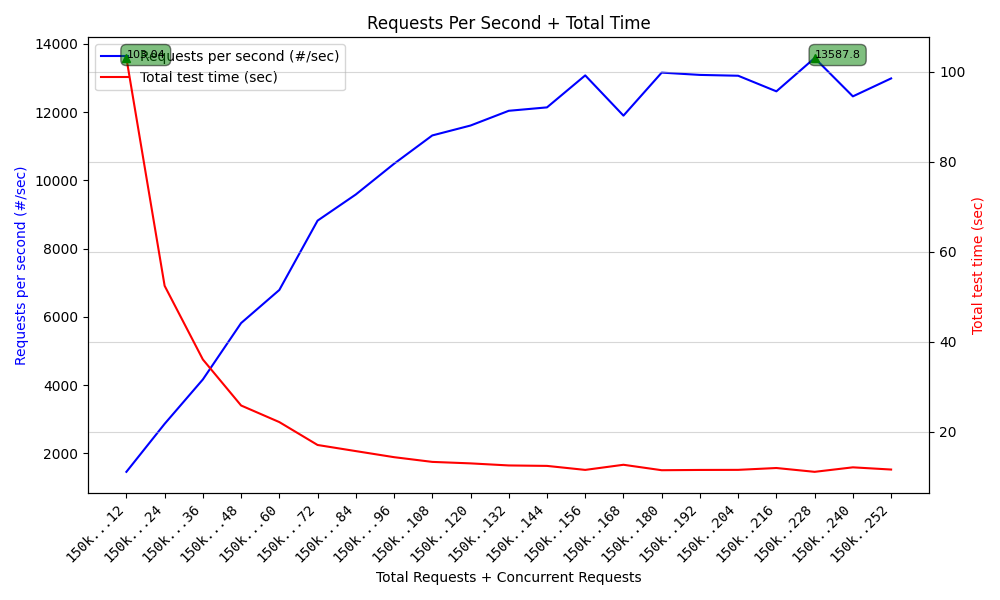 Requests Per Second + Total Time
14000
12000
10000
8000
6000
4000
2000
Requests per second (#/sec)
103.04
Requests per second (#/sec)
Total test time (sec)
13587.8
100
80
60
40
20
Total test time (sec)
150k...12
150k...24
150k...36
150k...48
150k...60
150k...72
150k...84
150k...96
150k..108
150k..120
150k..132
150k..144
150k..156
150k..168
150k..180
150k..192
150k..204
150k..216
150k..228
150k..240
150k..252
Total Requests + Concurrent Requests